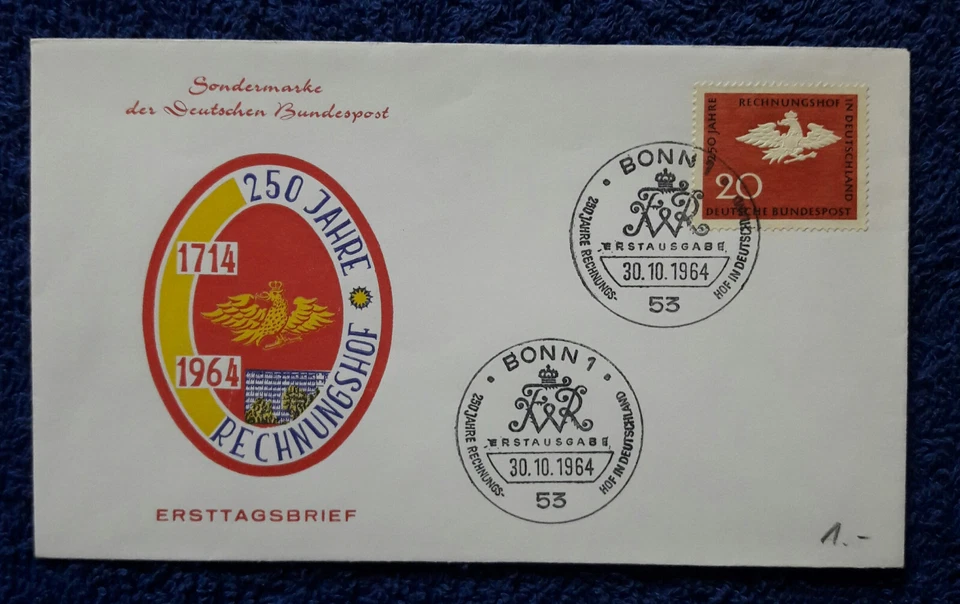 Sondermarke
der Deutschen Bundespost
250 JAHRE
RECHNUNGSHOF
1714
1964
ERSTTAGSBRIEF
250 JAHRE RECHNUNGSHOF IN DEUTSCHLAND
20
DEUTSCHE BUNDESPOST
BONN 1
ERSTAUSGABE
250 JAHRE RECHNUNGS-
HOF IN DEUTSCHLAND
30.10.1964
53
BONN 1
ERSTAUSGABE
250 JAHRE RECHNUNGS-
HOF IN DEUTSCHLAND
30.10.1964
53
1.-